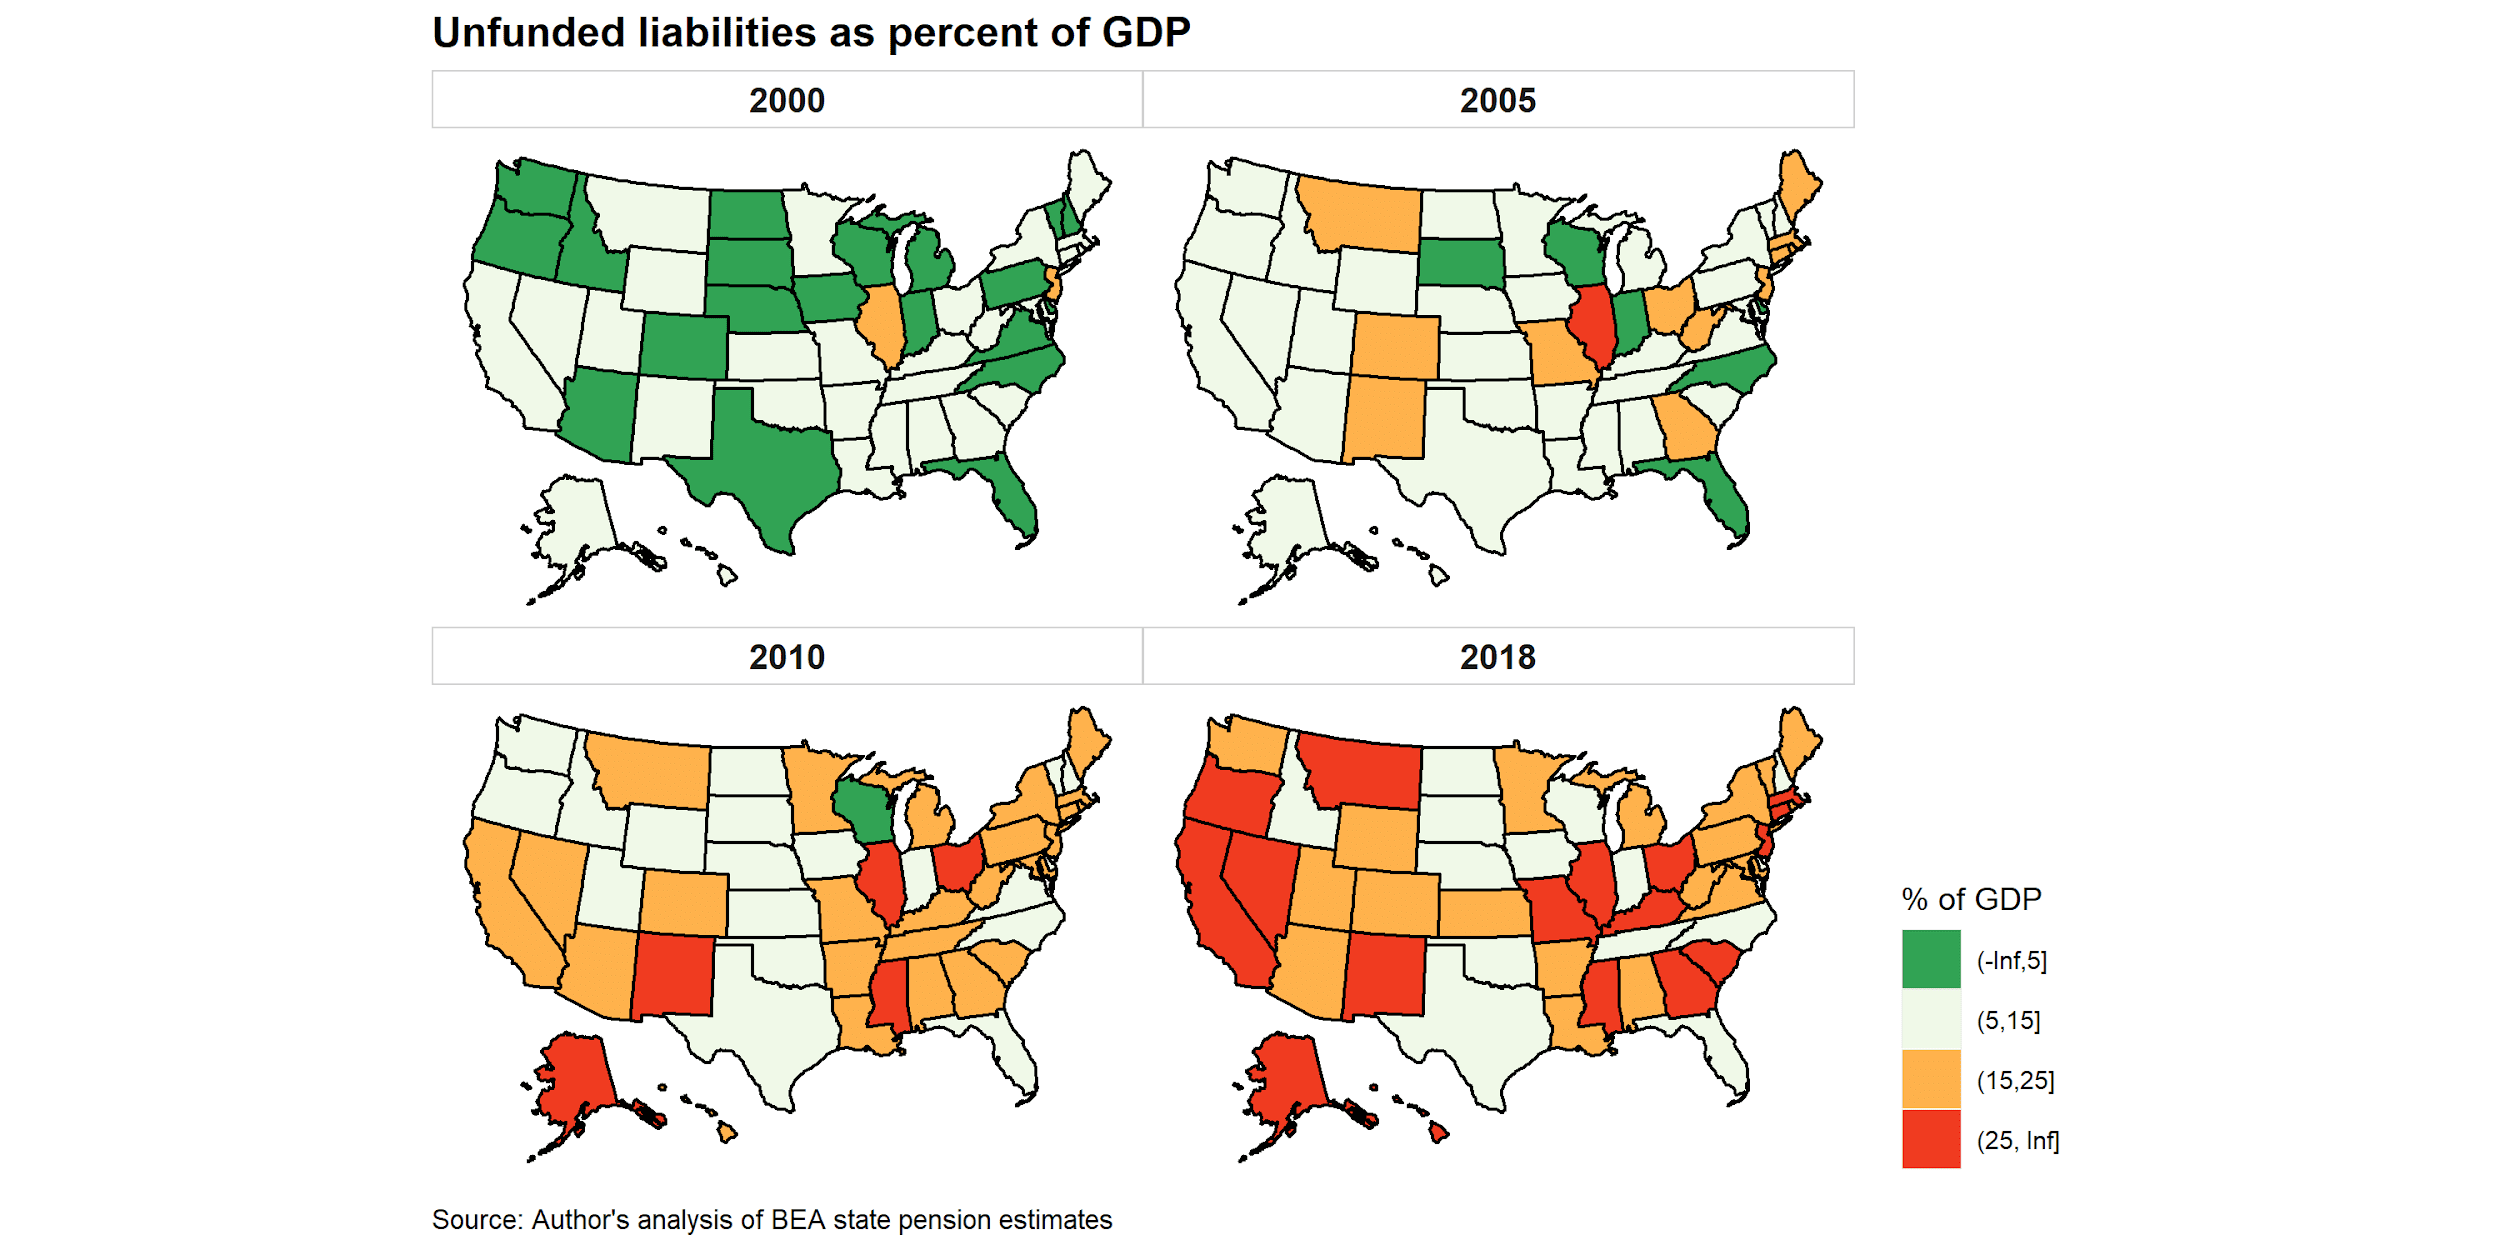 Unfunded liabilities as percent of GDP
2000
2005
2010
2018
% of GDP
(-Inf,5]
(5,15]
(15,25]
(25, Inf]
Source: Author's analysis of BEA state pension estimates